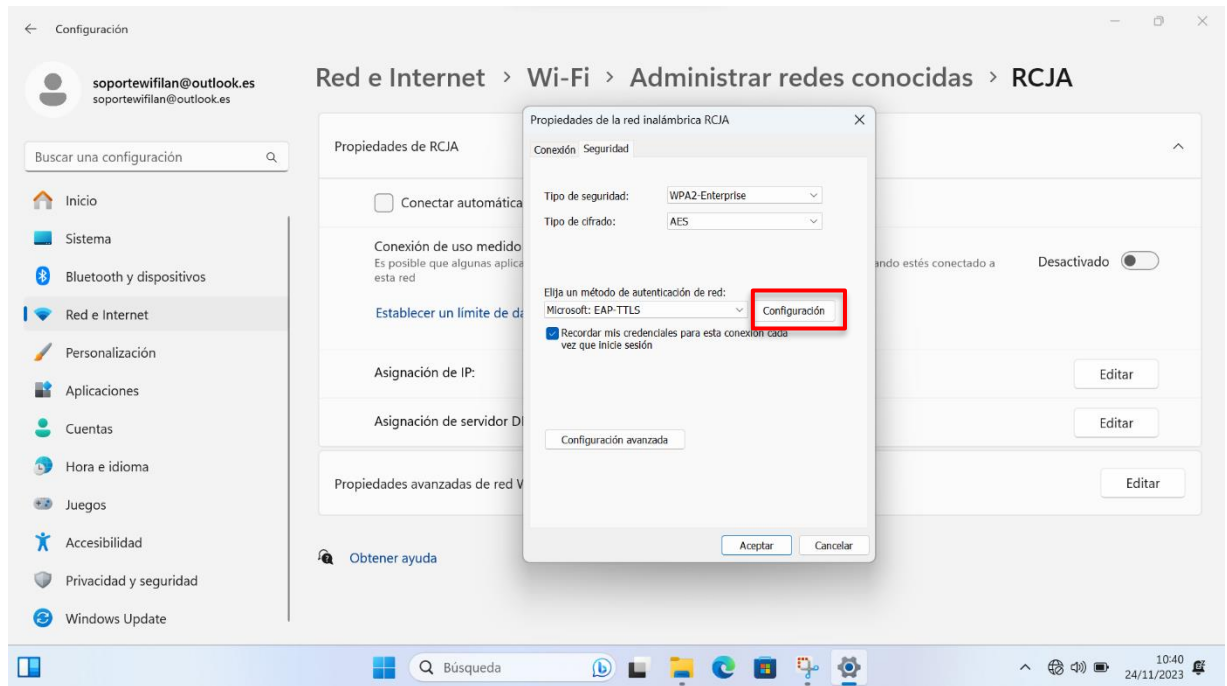 Configuración
soportewifilan@outlook.es
soportewifilan@outlook.es
Buscar una configuración
Inicio
Sistema
Bluetooth y dispositivos
Red e Internet
Personalización
Aplicaciones
Cuentas
Hora e idioma
Juegos
Accesibilidad
Privacidad y seguridad
Windows Update
Red e Internet > Wi-Fi > Administrar redes conocidas > RCJA
Propiedades de RCJA
Conectar automática
Conexión de uso medido
Es posible que algunas aplica
ando estés conectado a
esta red
Desactivado
Establecer un límite de da
Asignación de IP:
Editar
Asignación de servidor D
Editar
Propiedades avanzadas de red W
Editar
Obtener ayuda
Propiedades de la red inalámbrica RCJA
Conexión Seguridad
Tipo de seguridad: WPA2-Enterprise
Tipo de cifrado: AES
Elija un método de autenticación de red:
Microsoft: EAP-TTLS Configuración
Recordar mis credenciales para esta conexión cada
vez que inicie sesión
Configuración avanzada
Aceptar Cancelar
Búsqueda
10:40
24/11/2023